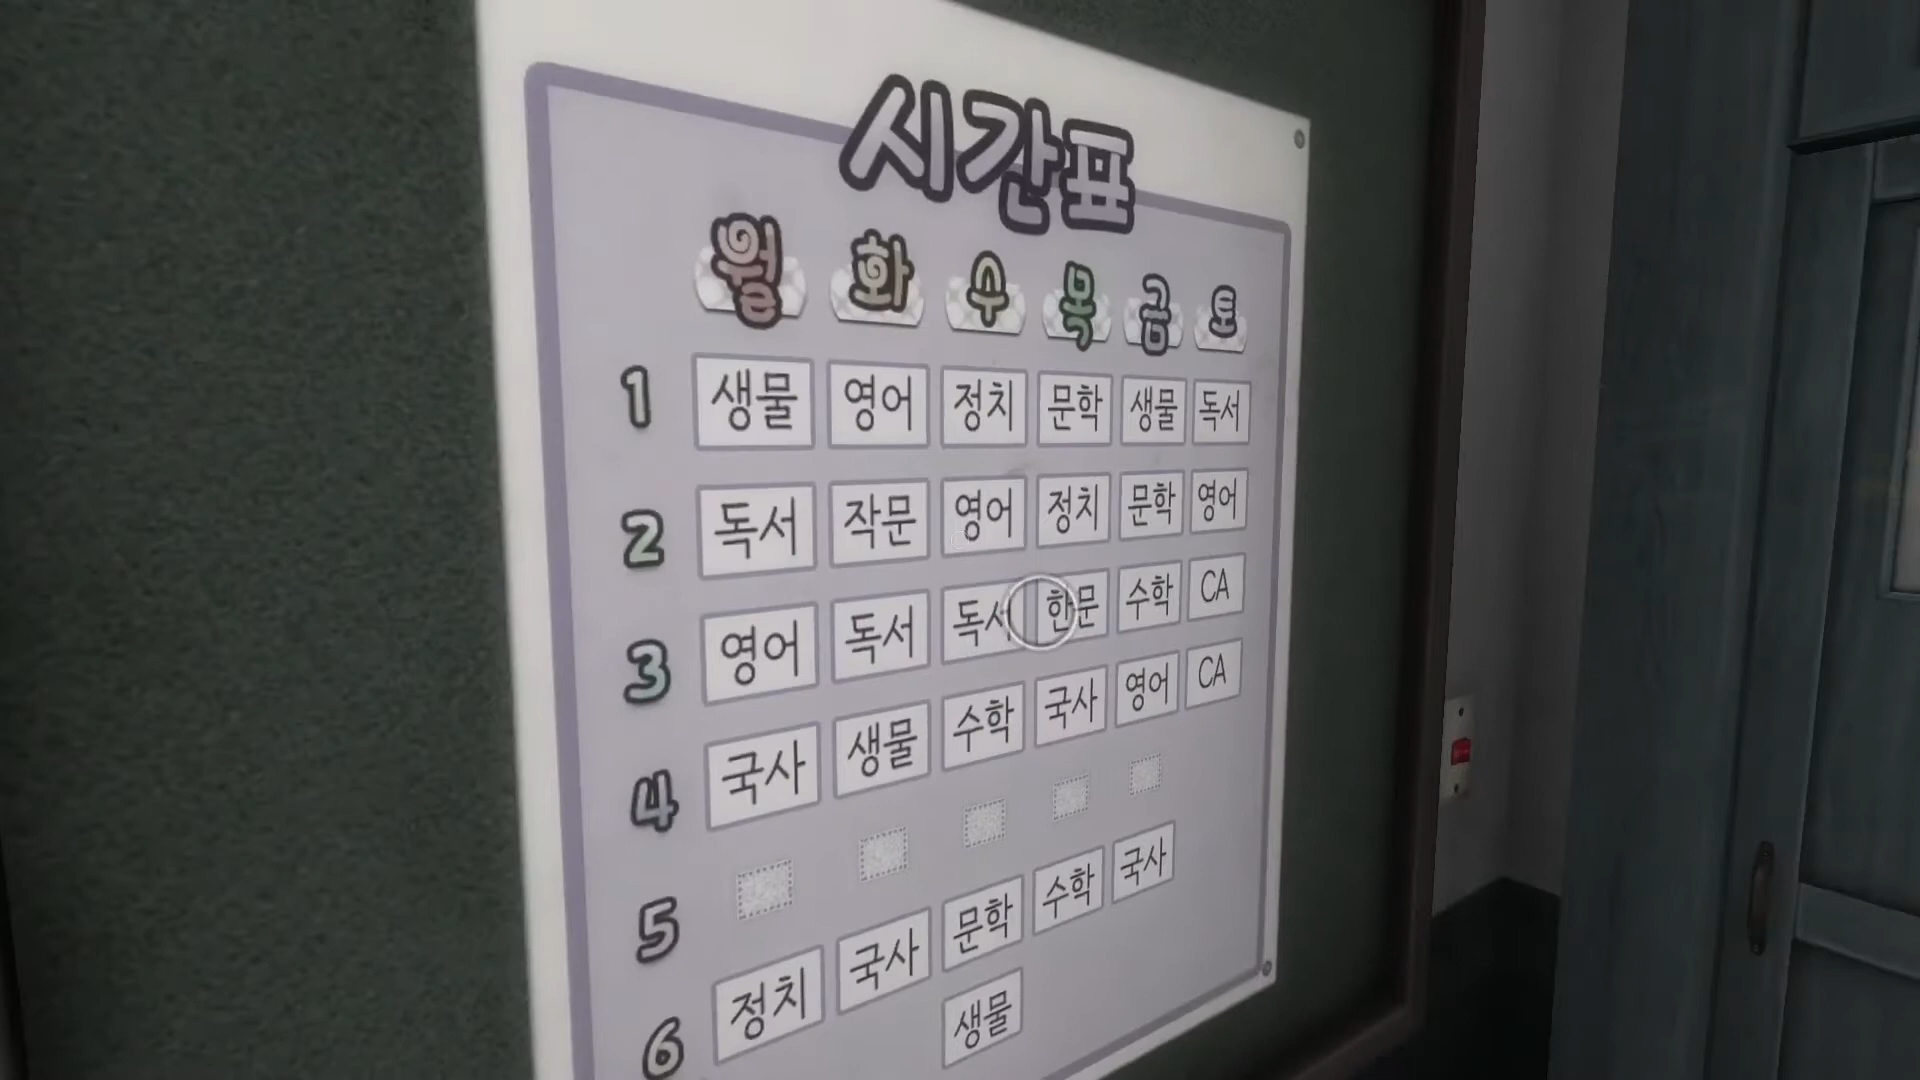 시간표
월 화 수 목 금 토
1 생물 영어 정치 문학 생물 독서
2 독서 작문 영어 정치 문학 영어
3 영어 독서 독서 한문 수학 CA
4 국사 생물 수학 국사 영어 CA
5 정치 국사 문학 수학 국사
6 생물